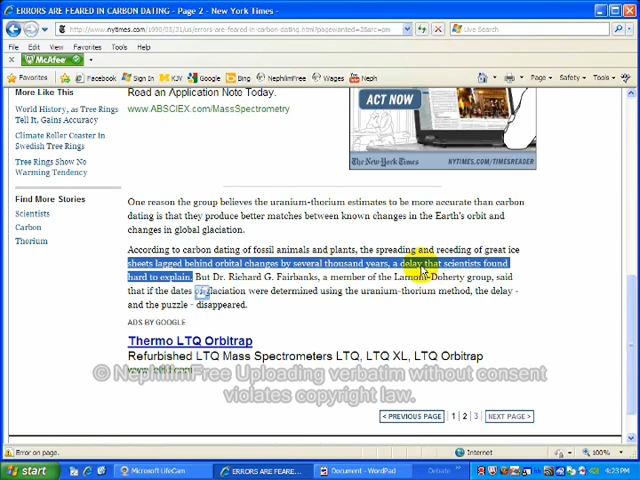 ERRORS ARE FEARED IN CARBON DATING - Page 2 - New York Times -
www.nytimes.com/1990/05/31/us/errors-are-feared-in-carbon-dating.html?pagewanted=2&src=pm
Live Search
File Edit View Favorites Tools Help
McAfee
Favorites Facebook Sign In KJV Google Bing NephilimFree Wags Neph Page Safety Tools
More Like This
World History, as Tree Rings
Tell It, Gains Accuracy
Climate Roller Coaster in
Swedish Tree Rings
Tree Rings Show No
Warming Tendency
Find More Stories
Scientists
Carbon
Thorium
Read an Application Note Today.
www.ABSCIEX.com/MassSpectrometry
ACT NOW
The New York Times
NYTIMES.COM/TIMESREADER
One reason the group believes the uranium-thorium estimates to be more accurate than carbon
dating is that they produce better matches between known changes in the Earth's orbit and
changes in global glaciation.
According to carbon dating of fossil animals and plants, the spreading and receding of great ice
sheets lagged behind orbital changes by several thousand years, a delay that scientists found
hard to explain. But Dr. Richard G. Fairbanks, a member of the Lamont-Doherty group, said
that if the dates of glaciation were determined using the uranium-thorium method, the delay -
and the puzzle - disappeared.
ADS BY GOOGLE
Thermo LTQ Orbitrap
Refurbished LTQ Mass Spectrometers LTQ, LTQ XL, LTQ Orbitrap
© NephilimFree Uploading verbatim without consent
violates copyright law.
< PREVIOUS PAGE 1 2 3 NEXT PAGE >
Error on page.
Internet
100%
start
Microsoft LifeCam
ERRORS ARE FEARE...
Document - WordPad
Debate
4:23 PM